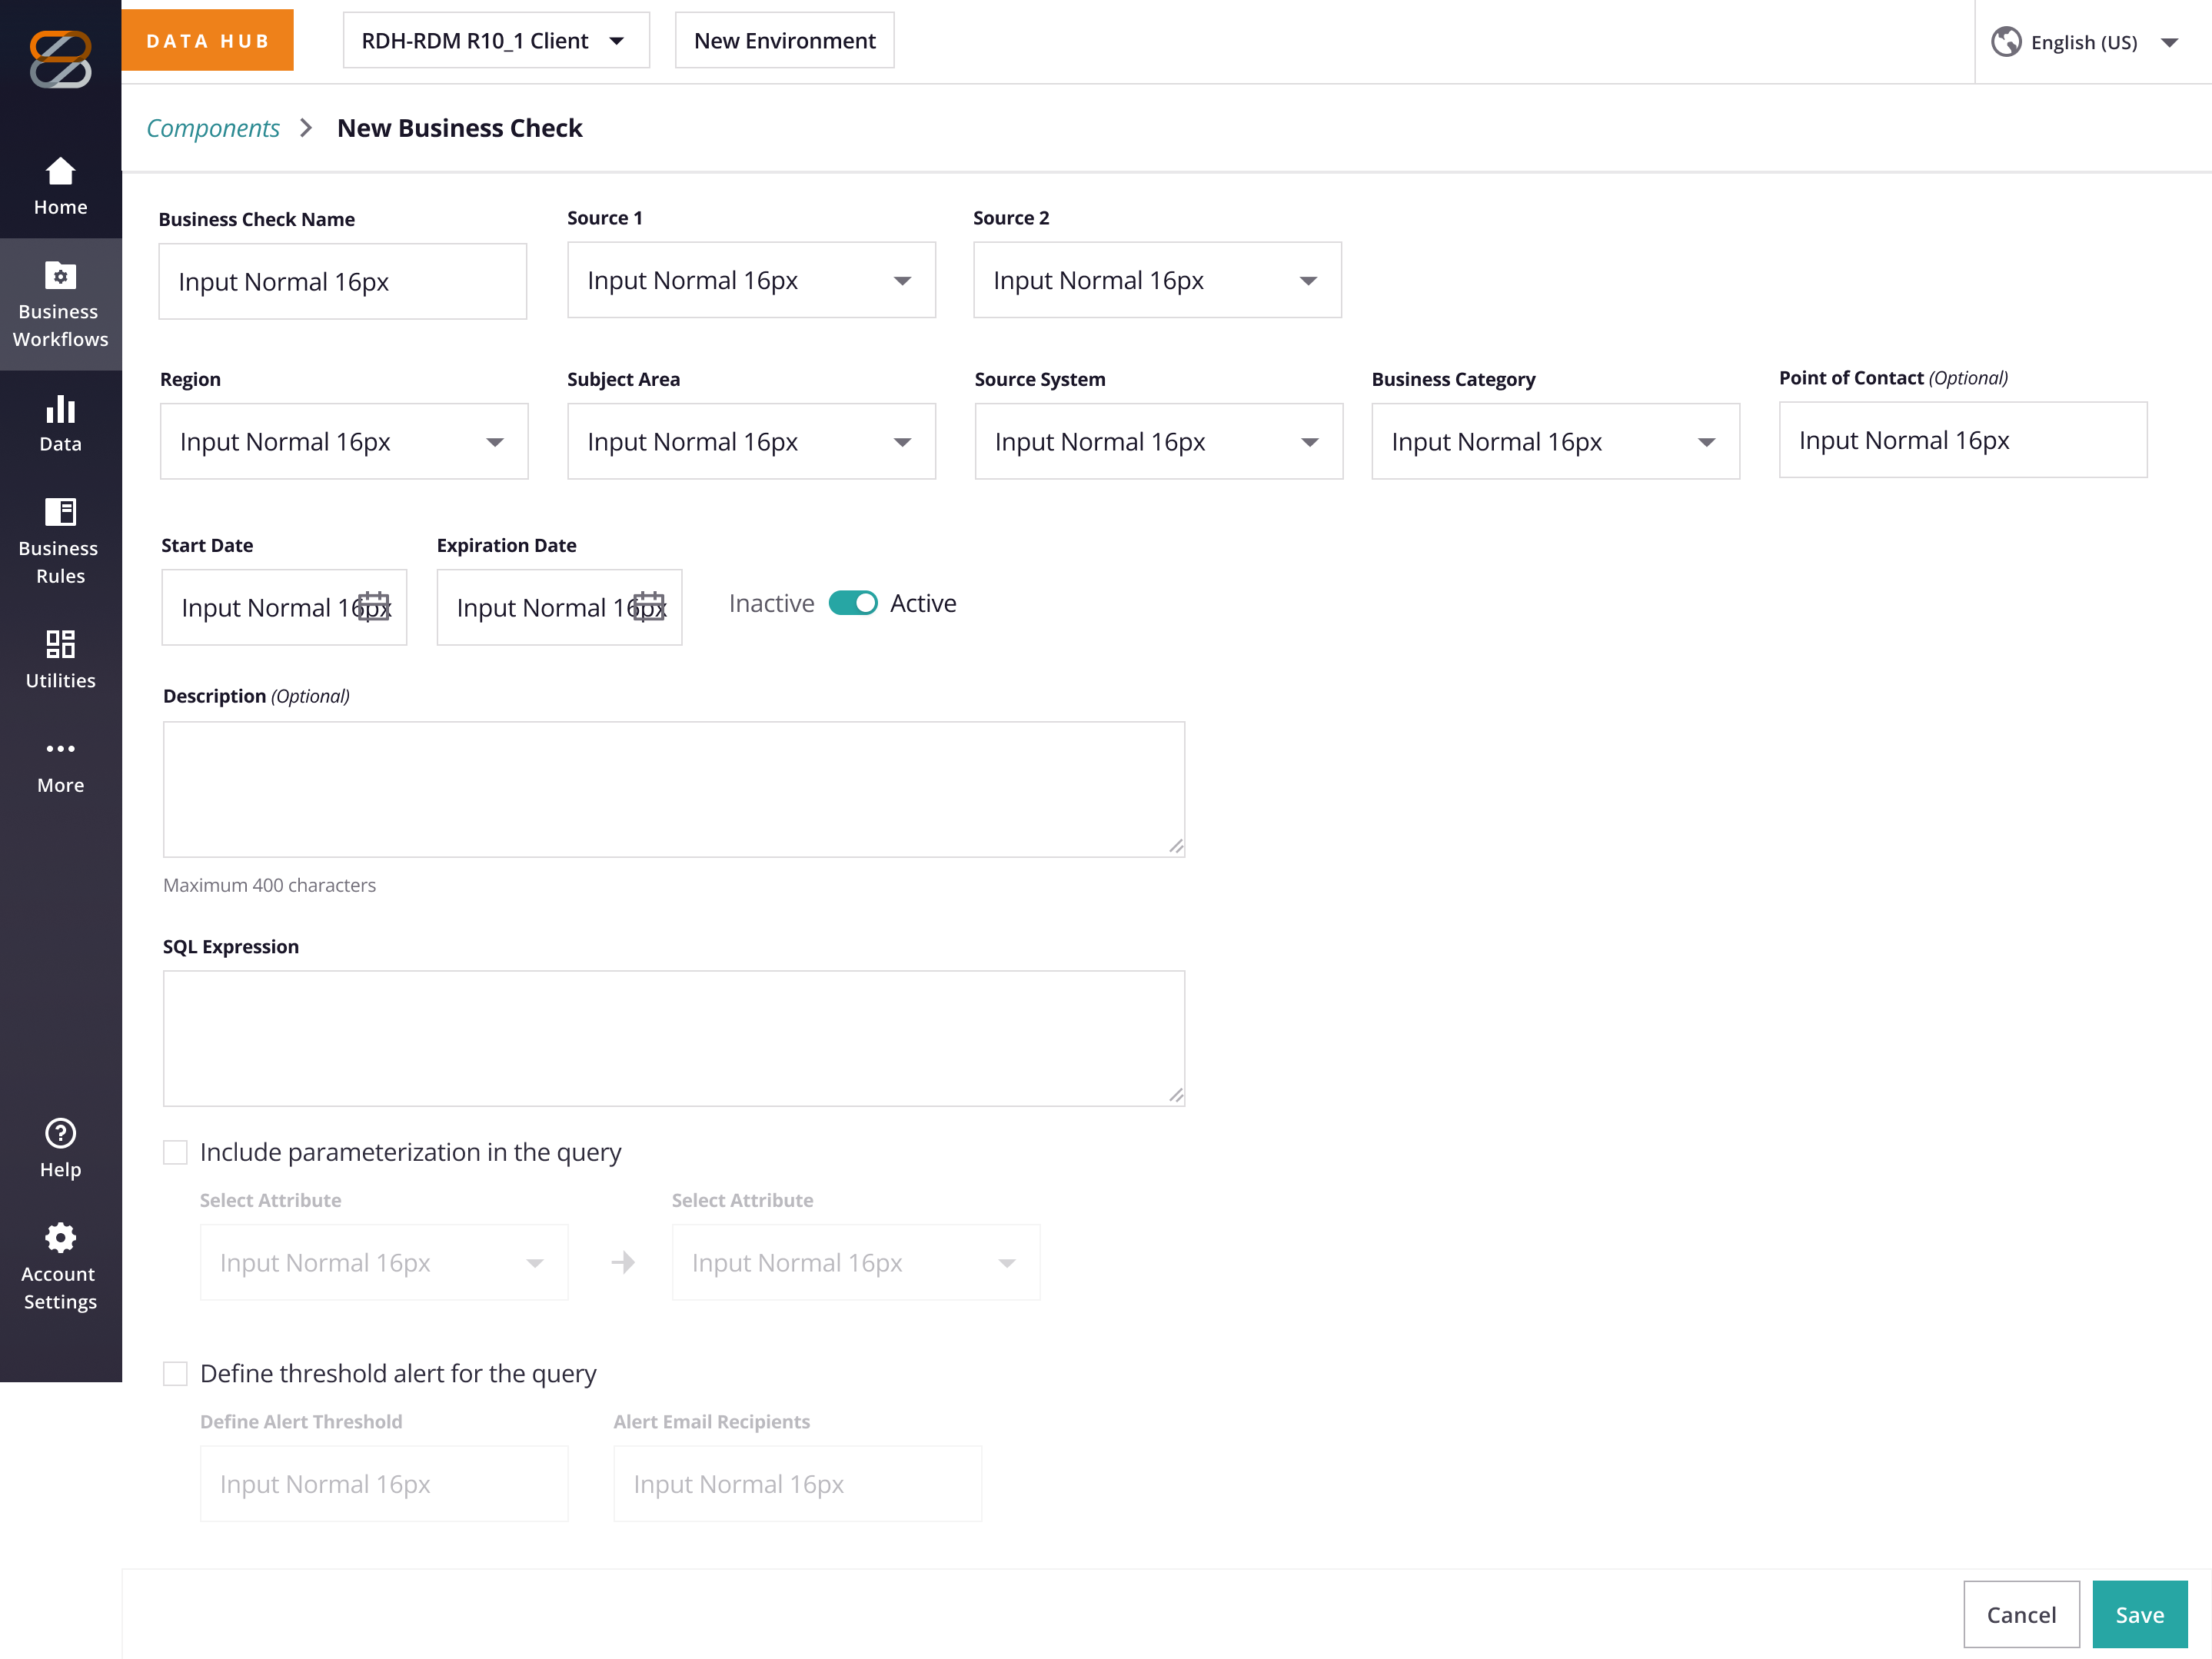 DATA HUB
RDH-RDM R10_1 Client
New Environment
English (US)
Components
New Business Check
Home
Business
Workflows
Data
Business
Rules
Utilities
More
Help
Account
Settings
Business Check Name
Source 1
Source 2
Input Normal 16px
Input Normal 16px
Input Normal 16px
Region
Subject Area
Source System
Business Category
Point of Contact (Optional)
Input Normal 16px
Input Normal 16px
Input Normal 16px
Input Normal 16px
Input Normal 16px
Start Date
Expiration Date
Input Normal 16px
Input Normal 16px
Inactive
Active
Description (Optional)
Maximum 400 characters
SQL Expression
Include parameterization in the query
Select Attribute
Select Attribute
Input Normal 16px
Input Normal 16px
Define threshold alert for the query
Define Alert Threshold
Alert Email Recipients
Input Normal 16px
Input Normal 16px
Cancel
Save